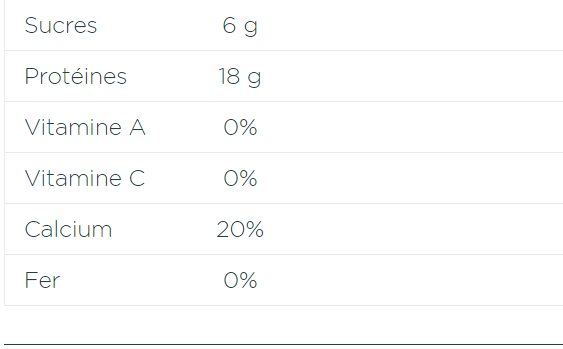 Sucres 6 g
Protéines 18 g
Vitamine A 0%
Vitamine C 0%
Calcium 20%
Fer 0%